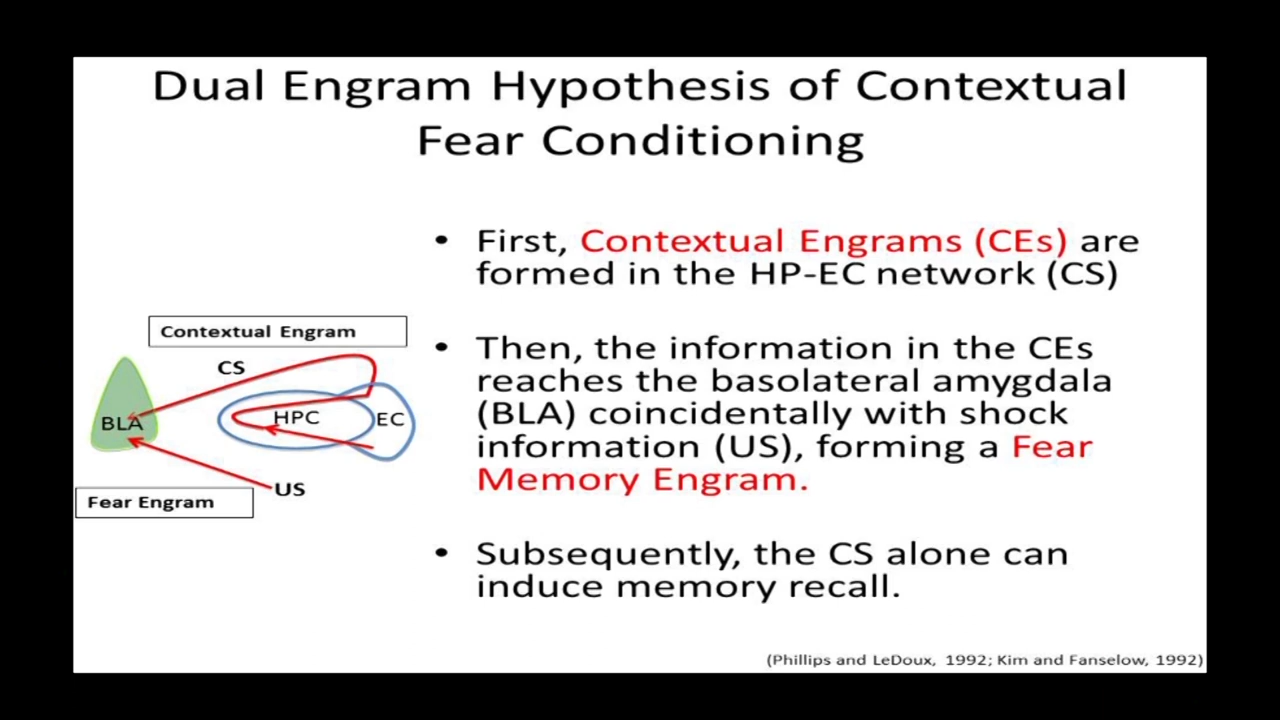 Dual Engram Hypothesis of Contextual
Fear Conditioning
• First, Contextual Engrams (CEs) are
formed in the HP-EC network (CS)
• Then, the information in the CEs
reaches the basolateral amygdala
(BLA) coincidentally with shock
information (US), forming a Fear
Memory Engram.
• Subsequently, the CS alone can
induce memory recall.
Contextual Engram
CS
BLA
HPC
EC
US
Fear Engram
(Phillips and LeDoux, 1992; Kim and Fanselow, 1992)